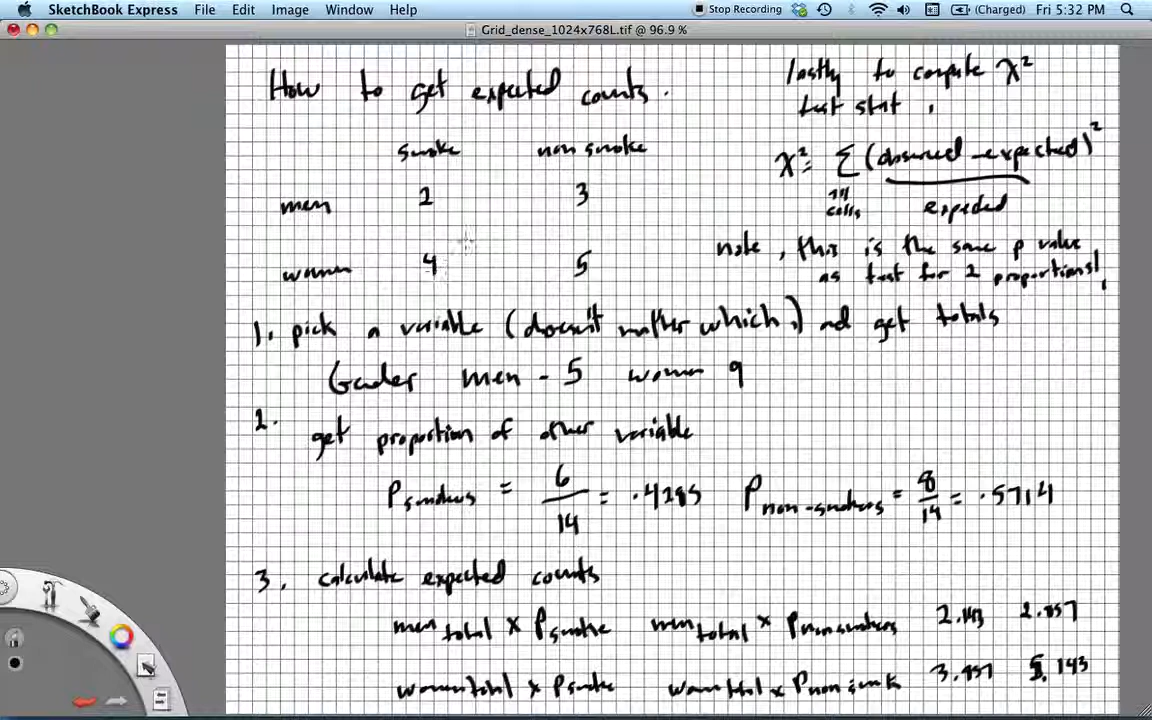 SketchBook Express File Edit Image Window Help Stop Recording (Charged) Fri 5:32 PM
Grid_dense_1024x768L.tif @ 96.9 %
How to get expected counts.
smoke non smoke
men 2 3
women 4 5
lastly to compute χ²
test stat,
χ² = Σ (observed - expected)²
all cells expected
note, this is the same p value
as test for 2 proportions!
1. pick a variable (doesn't matter which,) and get totals
Gender men - 5 women 9
2. get proportion of other variable
P smokers = 6/14 = .4285 P non-smokers = 8/14 = .5714
3. calculate expected counts
men total x P smoke men total x P nonsmokers 2.143 2.857
women total x P smoke women total x P non smok 3.857 5.143